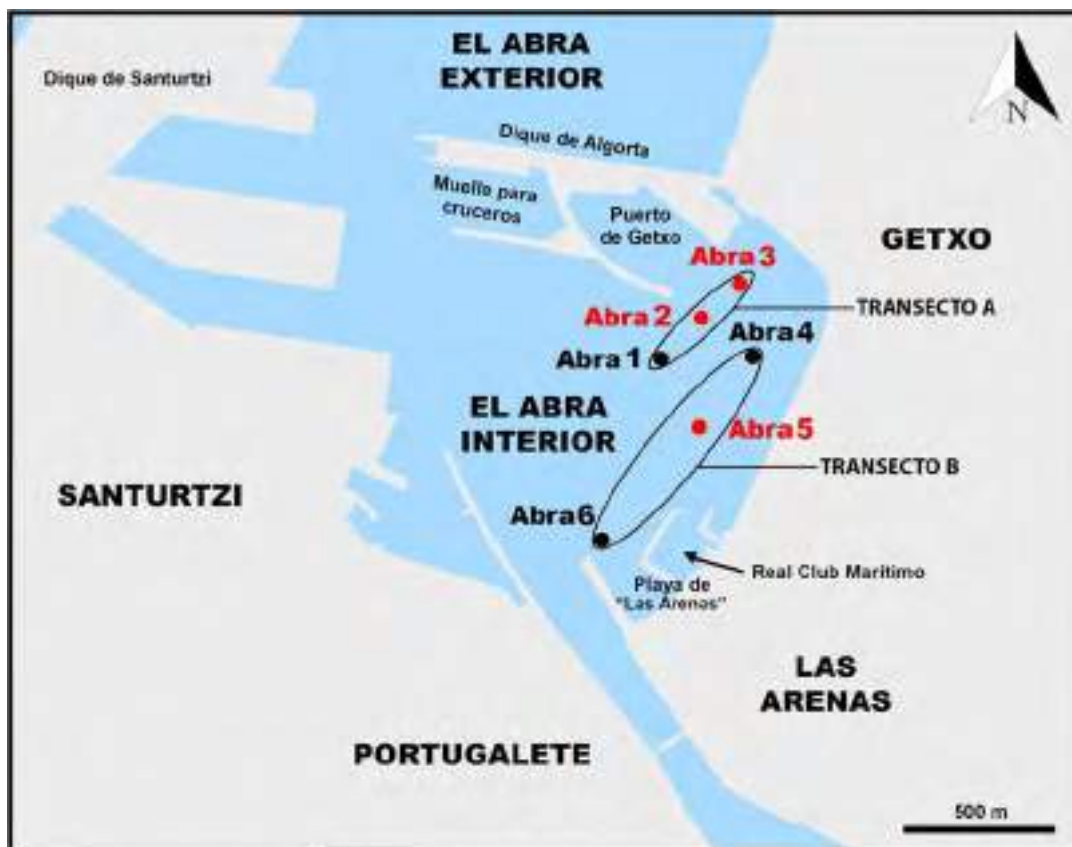 EL ABRA
EXTERIOR
Dique de Santurtzi
N
Dique de Algorta
Muelle para
cruceros
Puerto
de Getxo
GETXO
Abra 3
TRANSECTO A
Abra 2
Abra 4
Abra 1
EL ABRA
INTERIOR
Abra 5
TRANSECTO B
SANTURTZI
Abra 6
Real Club Maritimo
Playa de
"Las Arenas"
LAS
ARENAS
PORTUGALETE
500 m